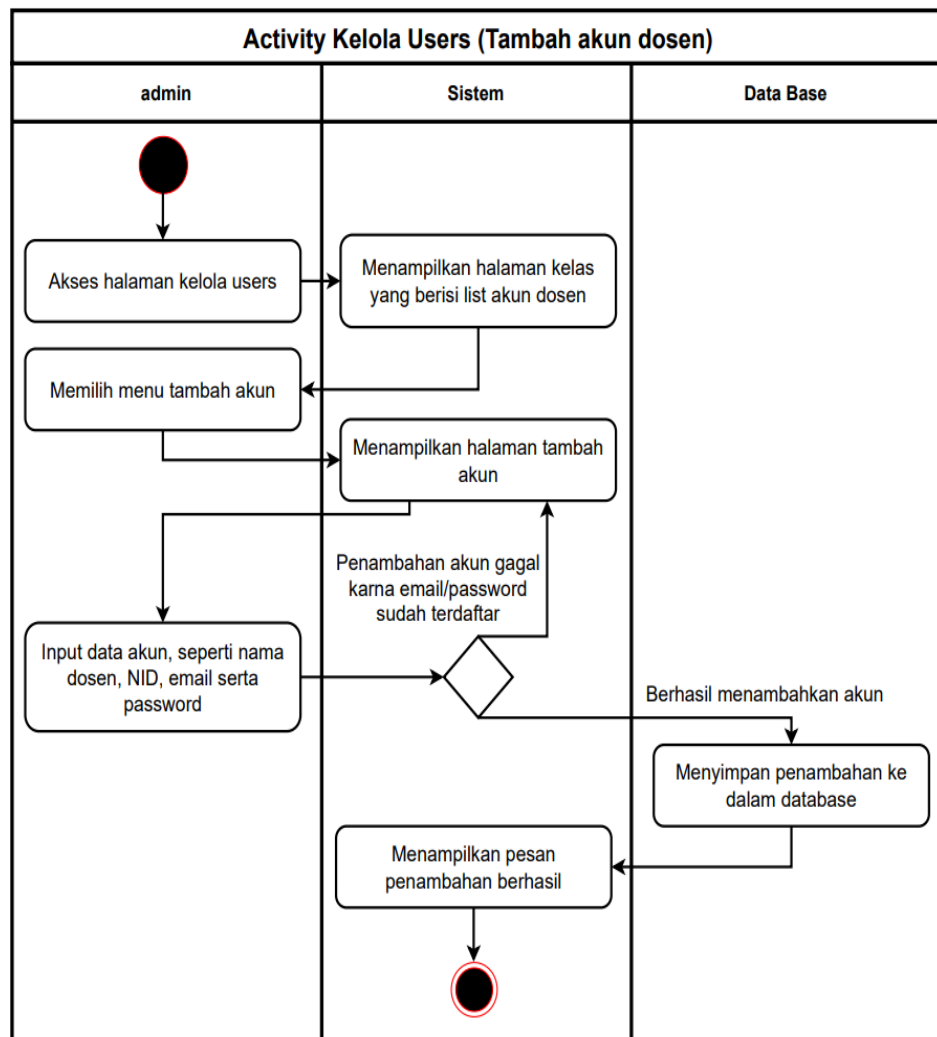 Activity Kelola Users (Tambah akun dosen)
admin
Sistem
Data Base
Akses halaman kelola users
Menampilkan halaman kelas
yang berisi list akun dosen
Memilih menu tambah akun
Menampilkan halaman tambah
akun
Penambahan akun gagal
karna email/password
sudah terdaftar
Input data akun, seperti nama
dosen, NID, email serta
password
Berhasil menambahkan akun
Menyimpan penambahan ke
dalam database
Menampilkan pesan
penambahan berhasil